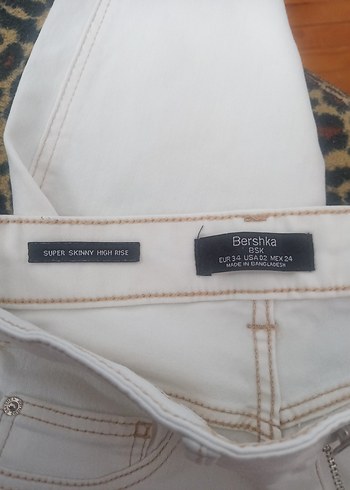 SUPER SKINNY HIGH RISE
Bershka
BSK
EUR 34 USA 02 MEX 24
MADE IN BANGLADESH